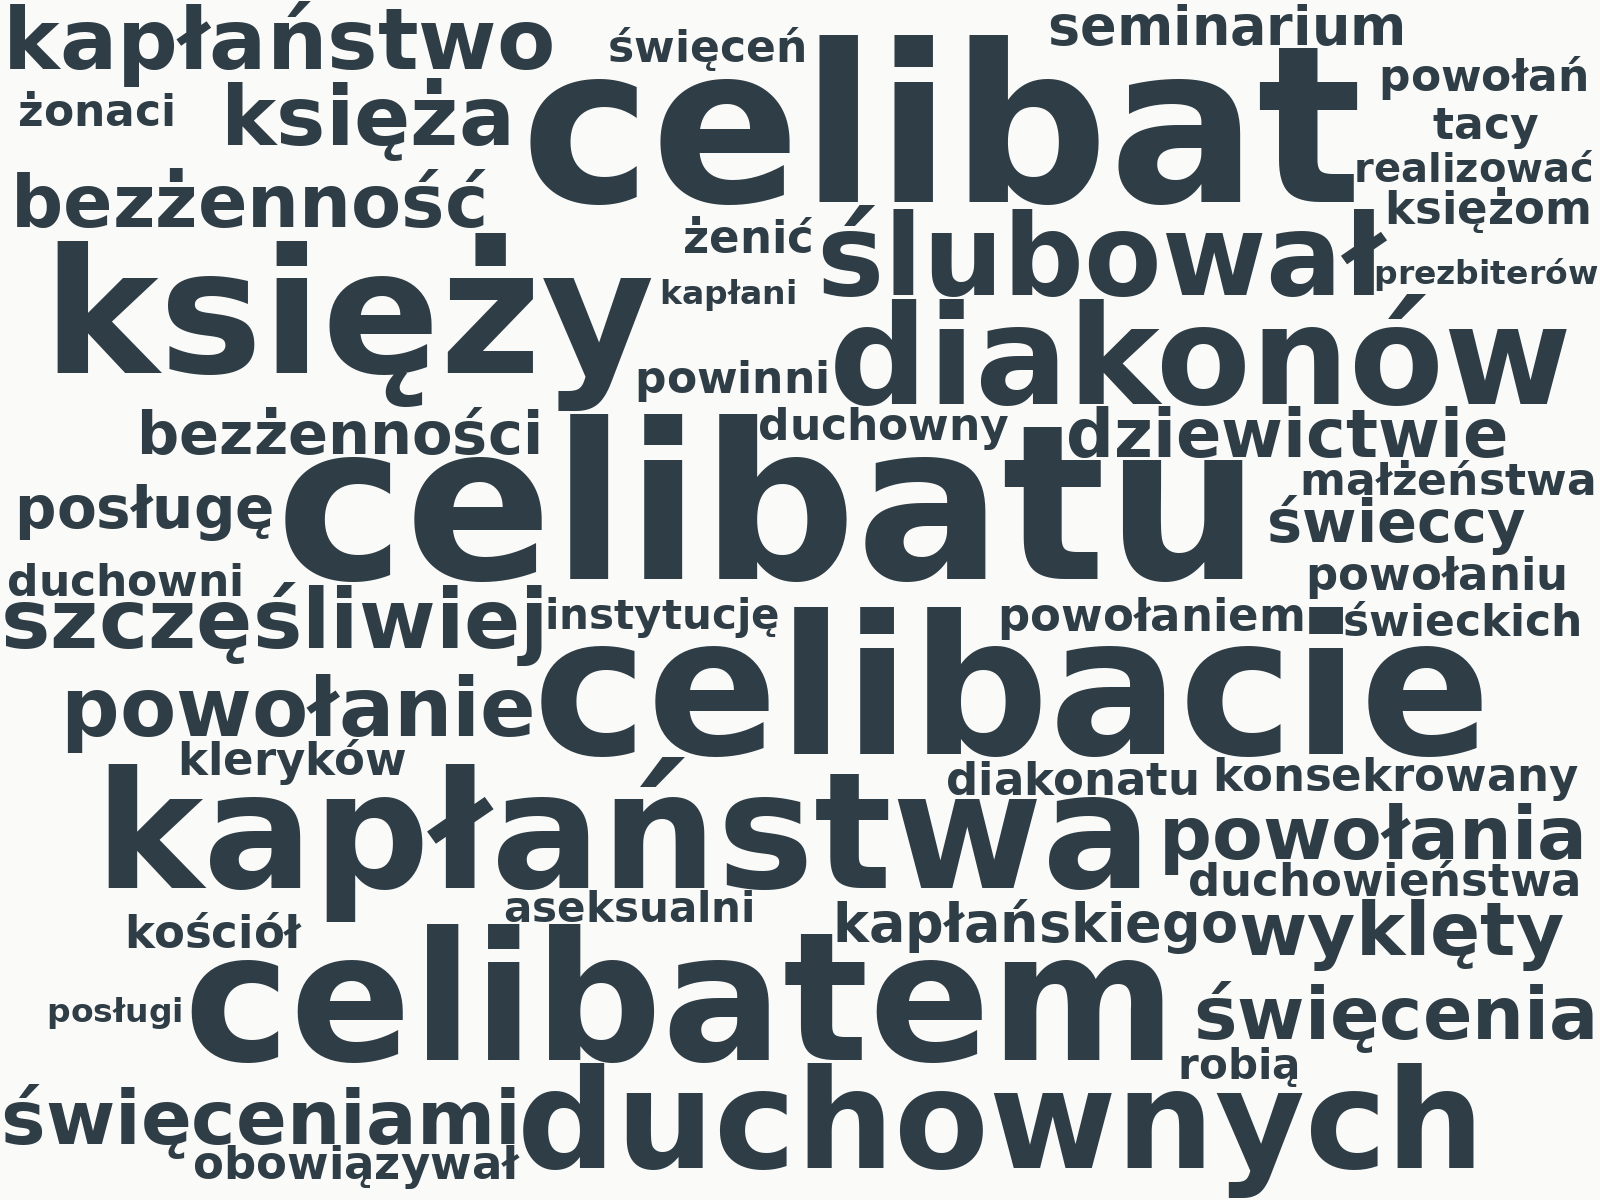 kapłaństwo
święceń
seminarium
celibat
powołań
żonaci
księża
tacy
realizować
bezżenność
księżom
żenić
ślubował
księży
kapłani
prezbiterów
diakonów
powinni
bezżenności
duchowny
dziewictwie
celibatu
małżeństwa
posługę
świeccy
duchowni
powołaniu
szczęśliwiej
instytucję
powołaniem
świeckich
celibacie
powołanie
kleryków
diakonatu
konsekrowany
kapłaństwa
powołania
duchowieństwa
aseksualni
kapłańskiego
wyklęty
kościół
celibatem
posługi
święcenia
robią
święceniami
duchownych
obowiązywał